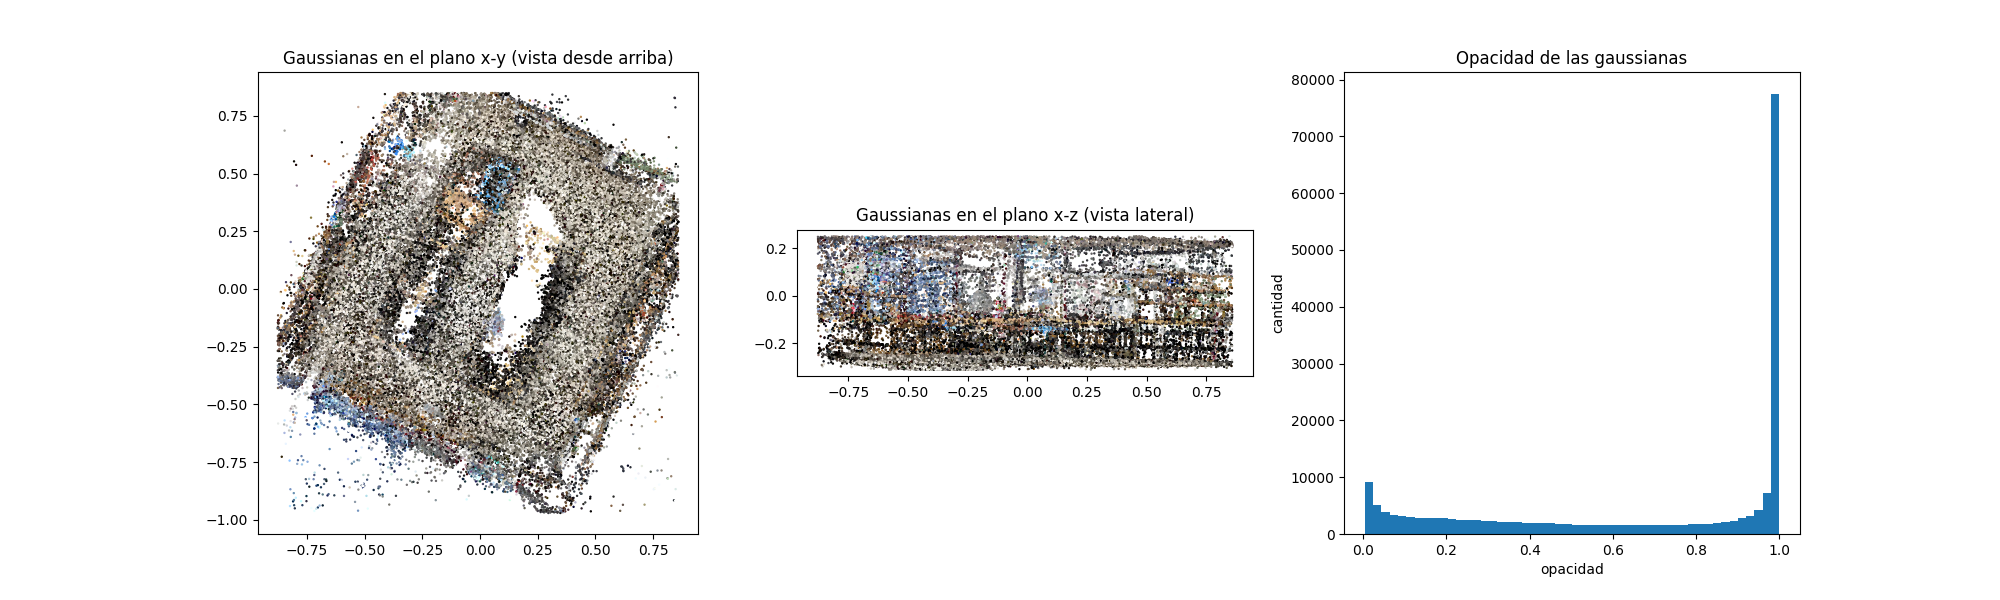 Gaussianas en el plano x-y (vista desde arriba)
0.75
0.50
0.25
0.00
−0.25
−0.50
−0.75
−1.00
−0.75 −0.50 −0.25 0.00 0.25 0.50 0.75
Gaussianas en el plano x-z (vista lateral)
0.2
0.0
−0.2
−0.75 −0.50 −0.25 0.00 0.25 0.50 0.75
Opacidad de las gaussianas
80000
70000
60000
50000
40000
30000
20000
10000
0
cantidad
0.0 0.2 0.4 0.6 0.8 1.0
opacidad